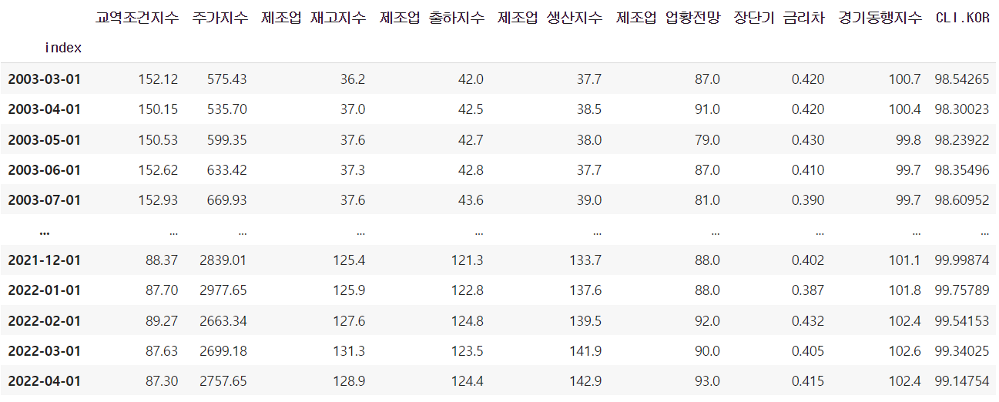 교역조건지수 주가지수 제조업 재고지수 제조업 출하지수 제조업 생산지수 제조업 업황전망 장단기 금리차 경기동행지수 CLI.KOR
index
2003-03-01 152.12 575.43 36.2 42.0 37.7 87.0 0.420 100.7 98.54265
2003-04-01 150.15 535.70 37.0 42.5 38.5 91.0 0.420 100.4 98.30023
2003-05-01 150.53 599.35 37.6 42.7 38.0 79.0 0.430 99.8 98.23922
2003-06-01 152.62 633.42 37.3 42.8 37.7 87.0 0.410 99.7 98.35496
2003-07-01 152.93 669.93 37.6 43.6 39.0 81.0 0.390 99.7 98.60952
... ... ... ... ... ... ... ... ... ...
2021-12-01 88.37 2839.01 125.4 121.3 133.7 88.0 0.402 101.1 99.99874
2022-01-01 87.70 2977.65 125.9 122.8 137.6 88.0 0.387 101.8 99.75789
2022-02-01 89.27 2663.34 127.6 124.8 139.5 92.0 0.432 102.4 99.54153
2022-03-01 87.63 2699.18 131.3 123.5 141.9 90.0 0.405 102.6 99.34025
2022-04-01 87.30 2757.65 128.9 124.4 142.9 93.0 0.415 102.4 99.14754